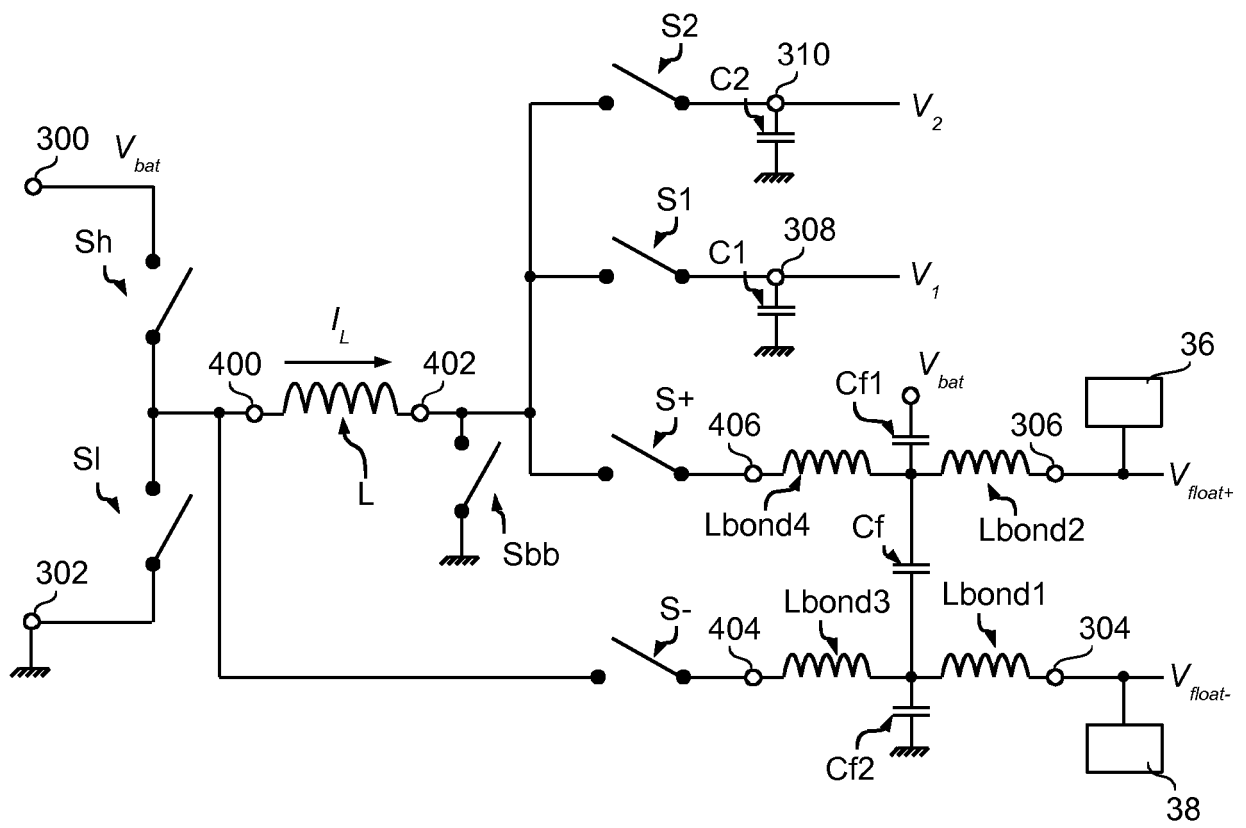 S2
310
C2
V2
300
Vbat
S1
308
Sh
C1
V1
IL
36
400
402
Vbat
Cf1
S+
406
306
Sl
L
Vfloat+
Lbond4
Lbond2
Sbb
Cf
302
Lbond3
Lbond1
S-
404
304
Vfloat-
Cf2
38